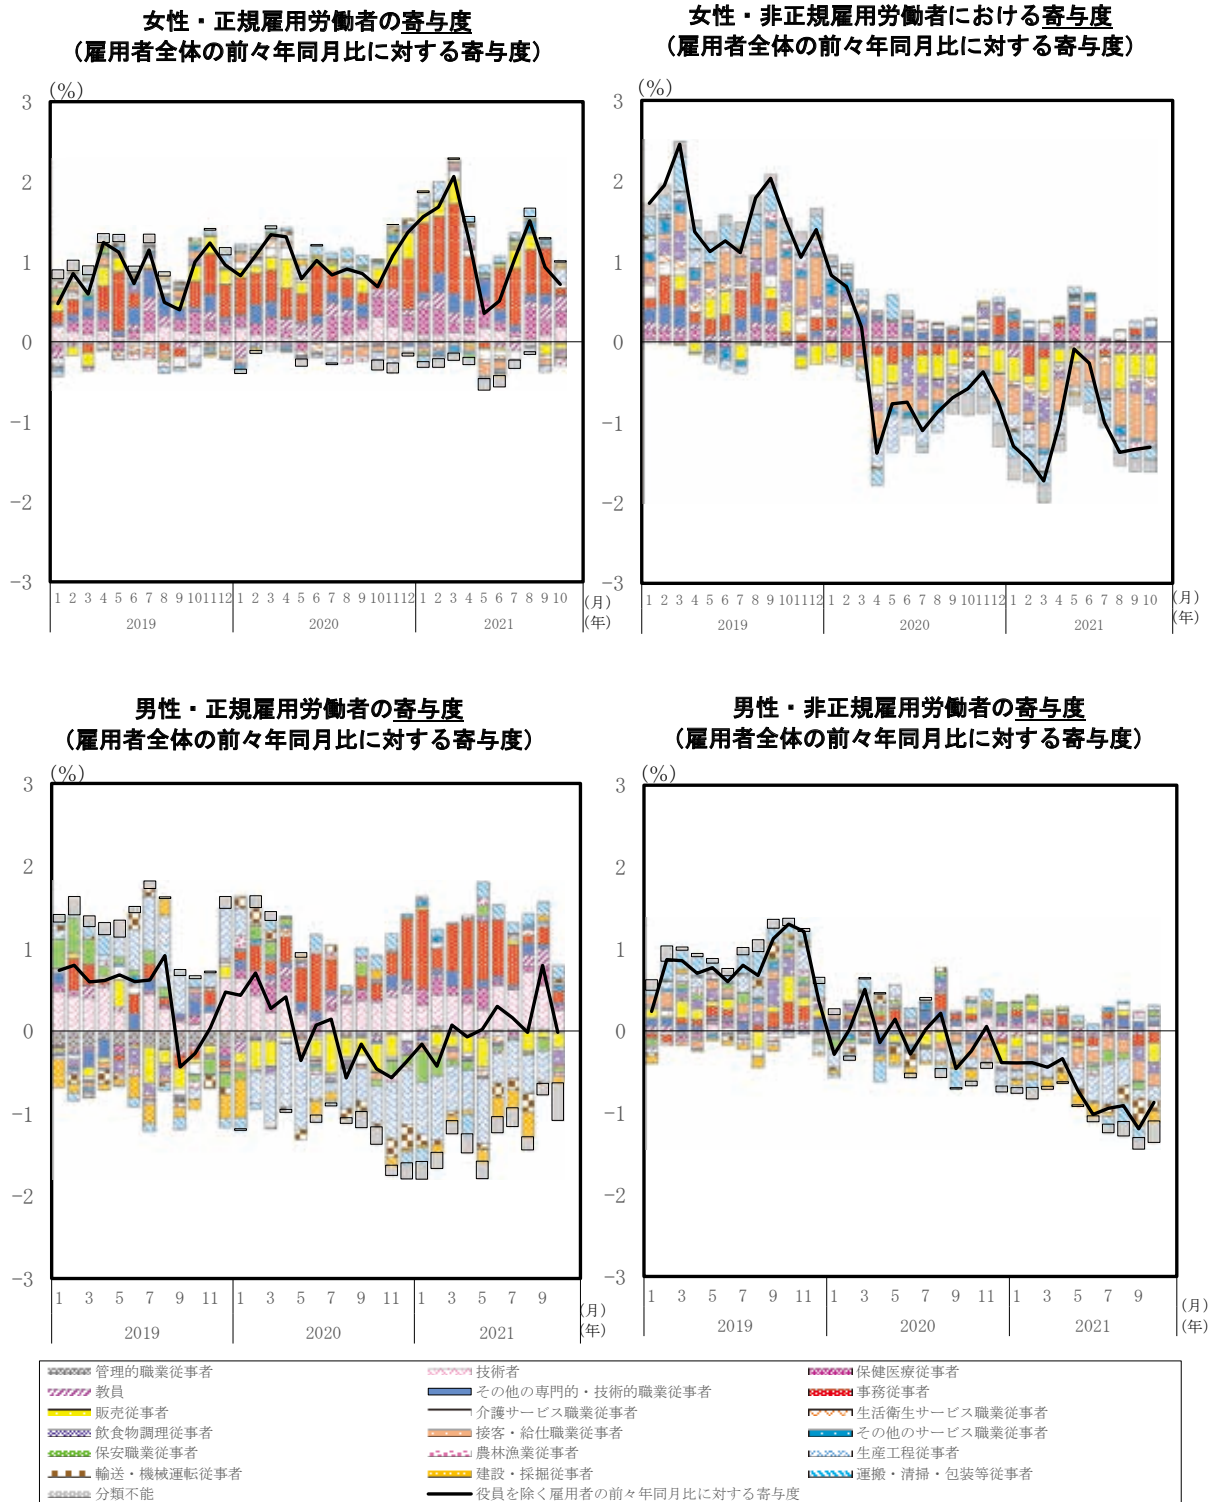 女性・正規雇用労働者の寄与度
（雇用者全体の前々年同月比に対する寄与度）
(%)
3
2
1
0
-1
-2
-3
1 2 3 4 5 6 7 8 9 101112 1 2 3 4 5 6 7 8 9 101112 1 2 3 4 5 6 7 8 9 10 (月)
2019 2020 2021 (年)
女性・非正規雇用労働者における寄与度
（雇用者全体の前々年同月比に対する寄与度）
(%)
3
2
1
0
-1
-2
-3
1 2 3 4 5 6 7 8 9 101112 1 2 3 4 5 6 7 8 9 101112 1 2 3 4 5 6 7 8 9 10 (月)
2019 2020 2021 (年)
男性・正規雇用労働者の寄与度
（雇用者全体の前々年同月比に対する寄与度）
(%)
3
2
1
0
-1
-2
-3
1 3 5 7 9 11 1 3 5 7 9 11 1 3 5 7 9 (月)
2019 2020 2021 (年)
男性・非正規雇用労働者の寄与度
（雇用者全体の前々年同月比に対する寄与度）
(%)
3
2
1
0
-1
-2
-3
1 3 5 7 9 11 1 3 5 7 9 11 1 3 5 7 9 (月)
2019 2020 2021 (年)
管理的職業従事者 技術者 保健医療従事者
教員 その他の専門的・技術的職業従事者 事務従事者
販売従事者 介護サービス職業従事者 生活衛生サービス職業従事者
飲食物調理従事者 接客・給仕職業従事者 その他のサービス職業従事者
保安職業従事者 農林漁業従事者 生産工程従事者
輸送・機械運転従事者 建設・採掘従事者 運搬・清掃・包装等従事者
分類不能 役員を除く雇用者の前々年同月比に対する寄与度